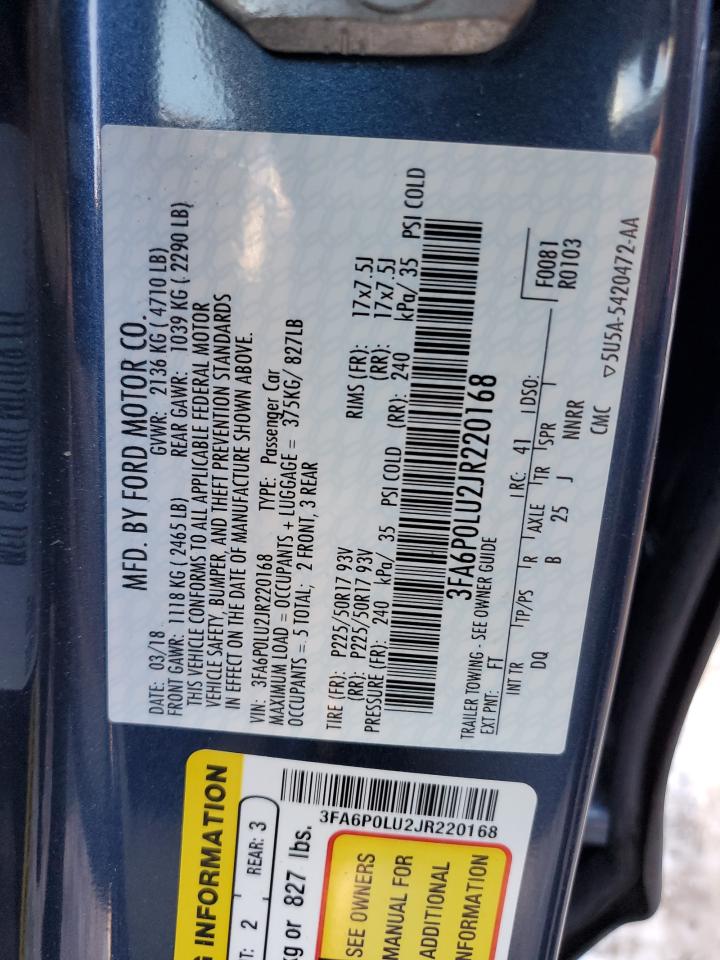 MFD. BY FORD MOTOR CO.
DATE: 03/18 GVWR: 2136 KG ( 4710 LB)
FRONT GAWR: 1118 KG ( 2465 LB) REAR GAWR: 1039 KG ( 2290 LB)
THIS VEHICLE CONFORMS TO ALL APPLICABLE FEDERAL MOTOR
VEHICLE SAFETY, BUMPER, AND THEFT PREVENTION STANDARDS
IN EFFECT ON THE DATE OF MANUFACTURE SHOWN ABOVE.
VIN: 3FA6P0LU2JR220168 TYPE: Passenger Car
MAXIMUM LOAD = OCCUPANTS + LUGGAGE = 375KG/ 827LB
OCCUPANTS = 5 TOTAL; 2 FRONT, 3 REAR
TIRE (FR): P225/50R17 93V RIMS (FR): 17x7.5J
(RR): P225/50R17 93V (RR): 17x7.5J
PRESSURE (FR): 240 kPa/ 35 PSI COLD (RR): 240 kPa/ 35 PSI COLD
3FA6P0LU2JR220168
TRAILER TOWING - SEE OWNER GUIDE
EXT PNT: FT RC: 41 DSO: F0081
R0103
INT TR TP/PS R AXLE TR SPR
DQ B 25 J NNRR
CMC ▽5U5A-5420472-AA
G INFORMATION
T: 2 REAR: 3
kg or 827 lbs.
3FA6P0LU2JR220168
SEE OWNERS
MANUAL FOR
ADDITIONAL
INFORMATION